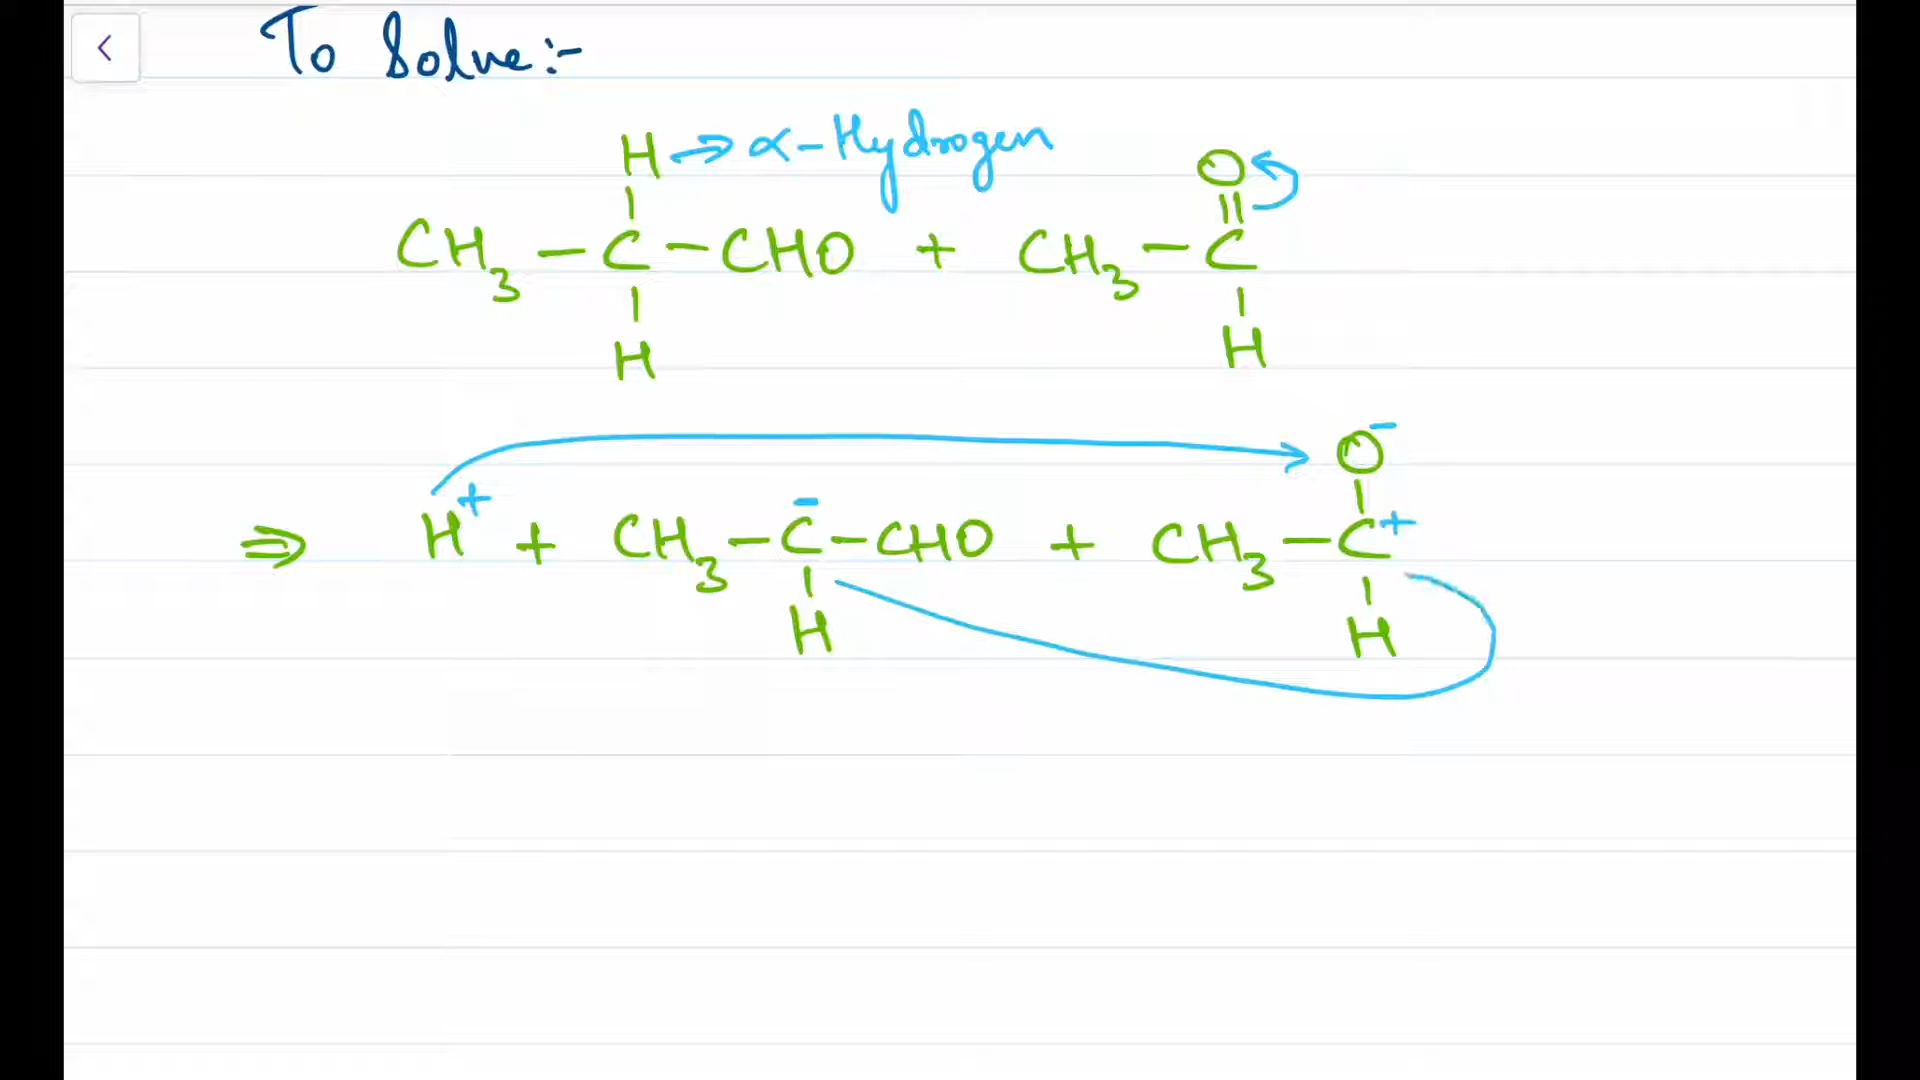 To Solve:-
H → α-Hydrogen
O
CH₃ — C — CHO + CH₃ — C
H
H
O⁻
⇒ H⁺ + CH₃ — C⁻ — CHO + CH₃ — C⁺
H
H